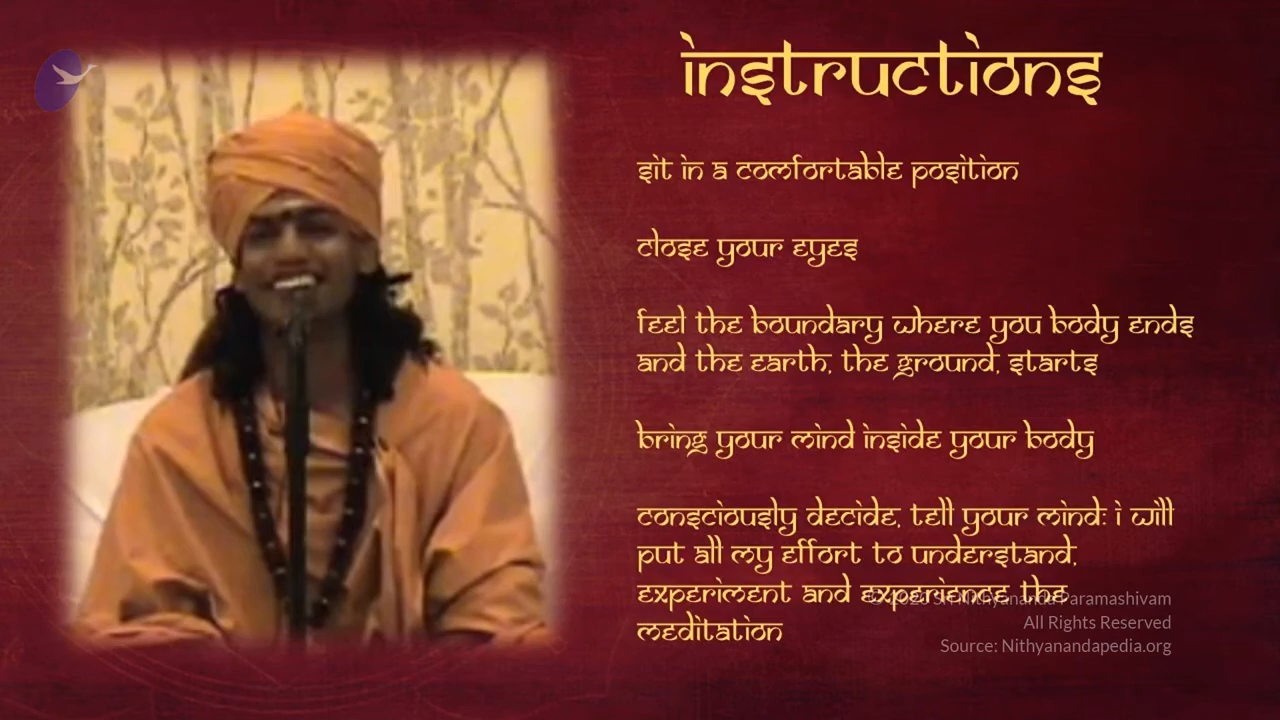 instructions
sit in a comfortable position
close your eyes
feel the boundary where you body ends
and the earth, the ground, starts
bring your mind inside your body
consciously decide, tell your mind: i will
put all my effort to understand,
experiment and experience the
meditation
© 2020 Sri Nithyananda Paramashivam
All Rights Reserved
Source: Nithyanandapedia.org